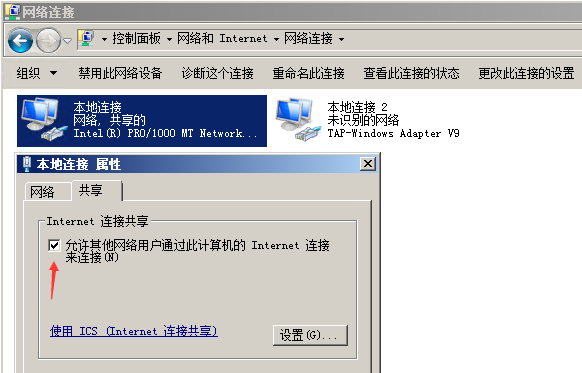 网络连接
控制面板 网络和 Internet 网络连接
组织 禁用此网络设备 诊断这个连接 重命名此连接 查看此连接的状态 更改此连接的设置
本地连接
网络, 共享的
Intel(R) PRO/1000 MT Network...
本地连接 2
未识别的网络
TAP-Windows Adapter V9
本地连接 属性
网络 共享
Internet 连接共享
允许其他网络用户通过此计算机的 Internet 连接
来连接(N)
使用 ICS (Internet 连接共享)
设置(G)...